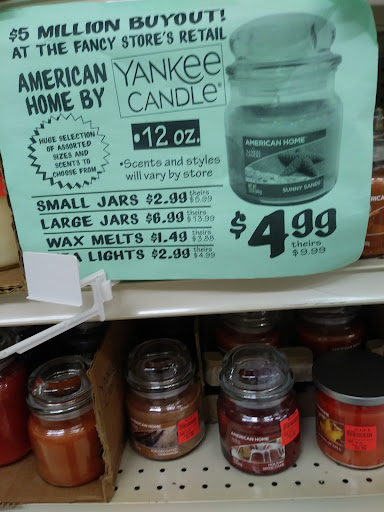 $5 MILLION BUYOUT!
AT THE FANCY STORE'S RETAIL
AMERICAN
HOME BY
YANKEE
CANDLE®
HUGE SELECTION
OF ASSORTED
SIZES AND
SCENTS TO
CHOOSE FROM
•12 oz.
•Scents and styles
will vary by store
SMALL JARS $2.99 theirs $5.99
LARGE JARS $6.99 theirs $13.99
WAX MELTS $1.49 theirs $3.88
LIGHTS $2.99 theirs $4.99
AMERICAN HOME
SUNNY SANDS
$4.99
theirs
$9.99
AMERICAN HOME
AMERICAN HOME